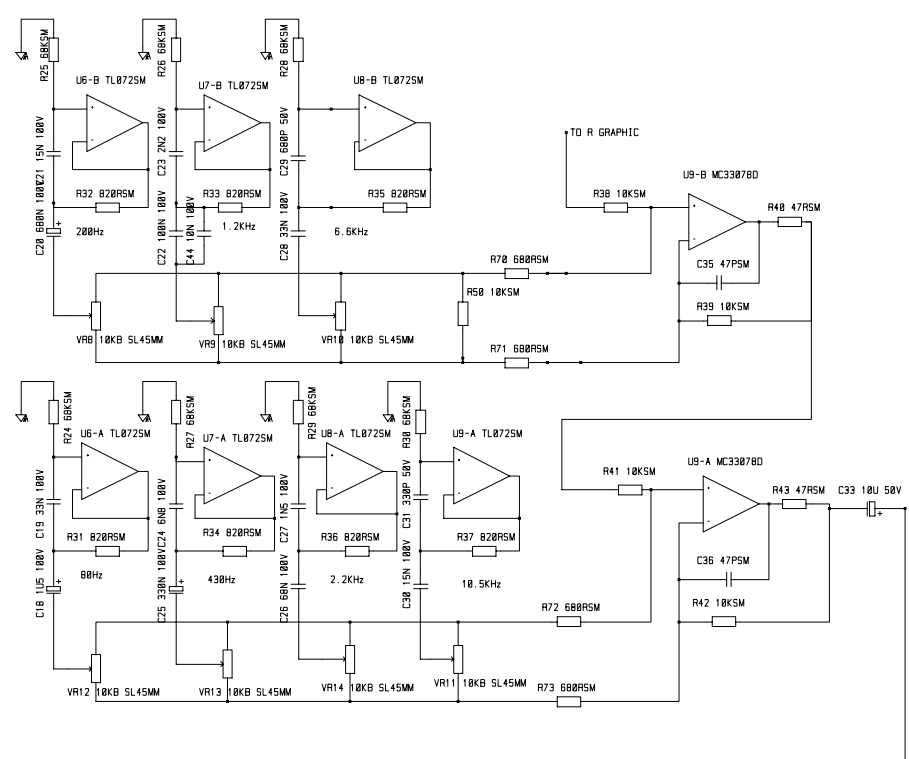 R25 68KSM
R26 68KSM
R28 68KSM
A
A
A
U6-B TL072SM
U7-B TL072SM
U8-B TL072SM
C21 15N 100V
C23 2N2 100V
C29 680P 50V
TO R GRAPHIC
R32 820RSM
R33 820RSM
R35 820RSM
R38 10KSM
U9-B MC33078D
R40 47RSM
C20 680N 100V
200Hz
C22 100N 100V
C44 10N 100V
1.2KHz
C28 33N 100V
6.6KHz
R70 680RSM
C35 47PSM
R50 10KSM
R39 10KSM
VR8 10KB SL45MM
VR9 10KB SL45MM
VR10 10KB SL45MM
R71 680RSM
R24 68KSM
R27 68KSM
R29 68KSM
R30 68KSM
A
A
A
A
U6-A TL072SM
U7-A TL072SM
U8-A TL072SM
U9-A TL072SM
C19 33N 100V
C24 6N8 100V
C27 1N5 100V
C31 330P 50V
R41 10KSM
U9-A MC33078D
R43 47RSM
C33 10U 50V
R31 820RSM
R34 820RSM
R36 820RSM
R37 820RSM
C18 1U5 100V
80Hz
C25 330N 100V
430Hz
C26 68N 100V
2.2KHz
C30 15N 100V
10.5KHz
C36 47PSM
R72 680RSM
R42 10KSM
VR12 10KB SL45MM
VR13 10KB SL45MM
VR14 10KB SL45MM
VR11 10KB SL45MM
R73 680RSM